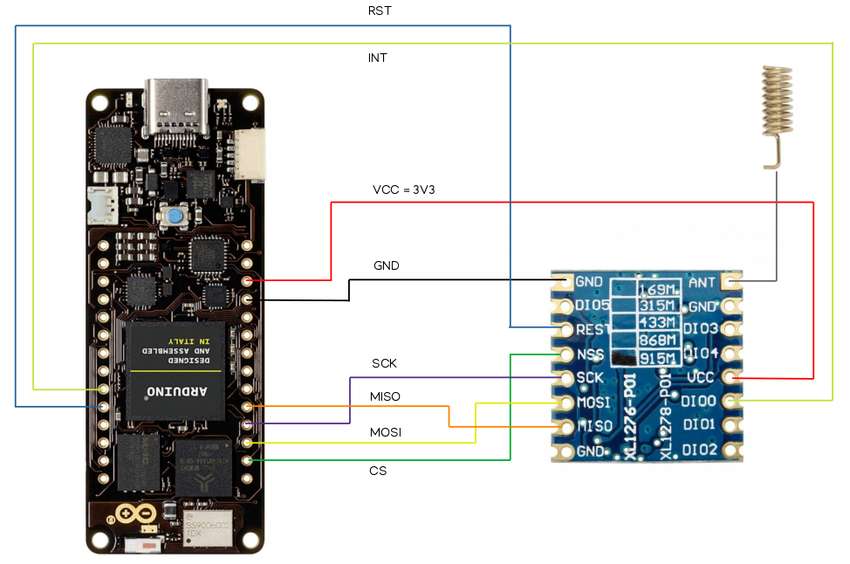 RST
INT
VCC = 3V3
GND
SCK
MISO
MOSI
CS
DESIGNED
AND ASSEMBLED
IN ITALY
ARDUINO®
GND
DIO5
REST
NSS
SCK
MOSI
MISO
GND
169M
315M
433M
868M
915M
XL1276-P01
XL1278-P01
ANT
GND
DIO3
DIO4
VCC
DIO0
DIO1
DIO2